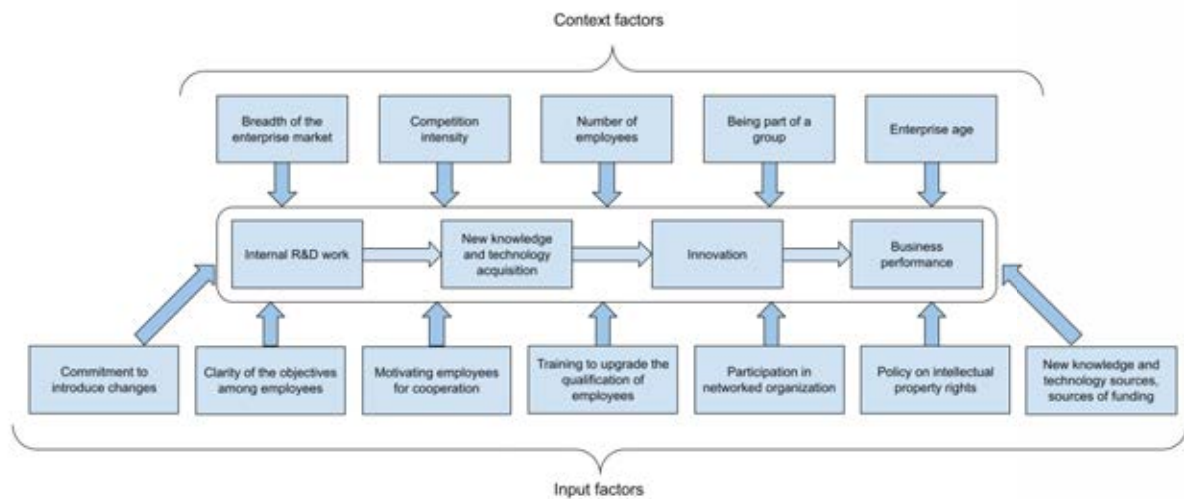 Context factors
Breadth of the
enterprise market
Competition
intensity
Number of
employees
Being part of a
group
Enterprise age
Internal R&D work
New knowledge
and technology
acquisition
Innovation
Business
performance
Commitment to
introduce changes
Clarity of the objectives
among employees
Motivating employees
for cooperation
Training to upgrade the
qualification of
employees
Participation in
networked organization
Policy on intellectual
property rights
New knowledge and
technology sources,
sources of funding
Input factors